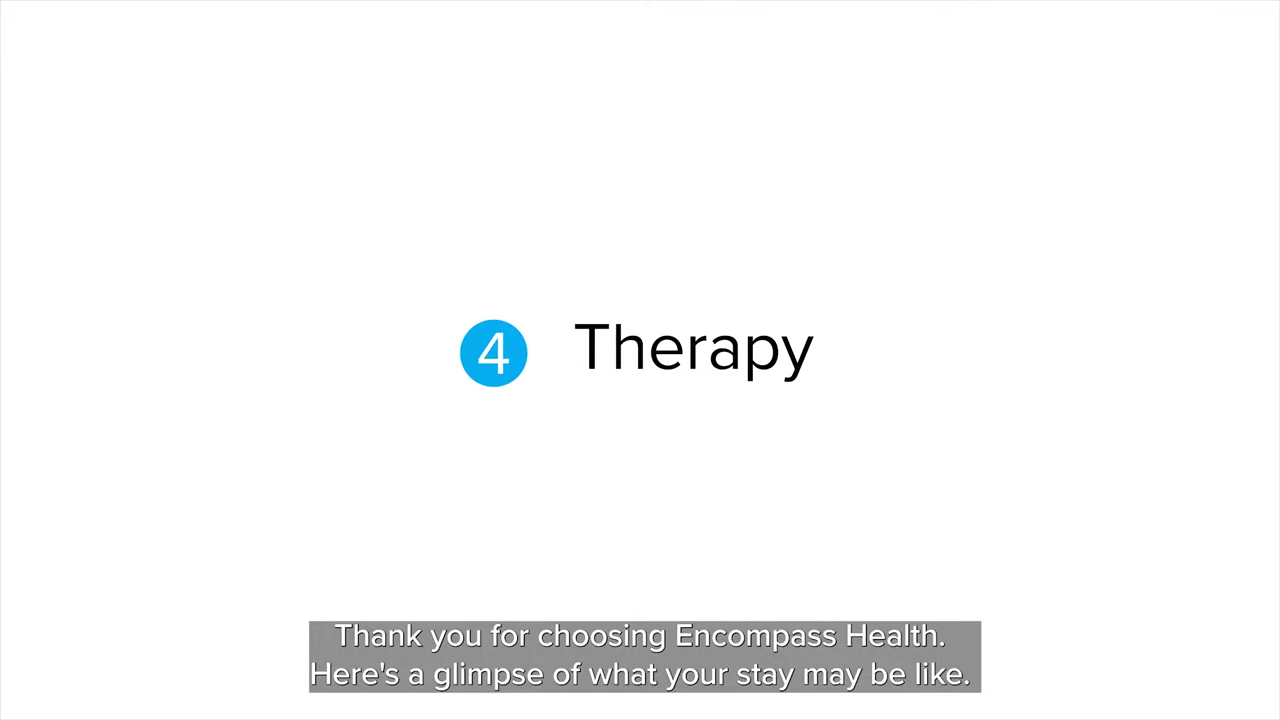 4 Therapy
Thank you for choosing Encompass Health.
Here's a glimpse of what your stay may be like.